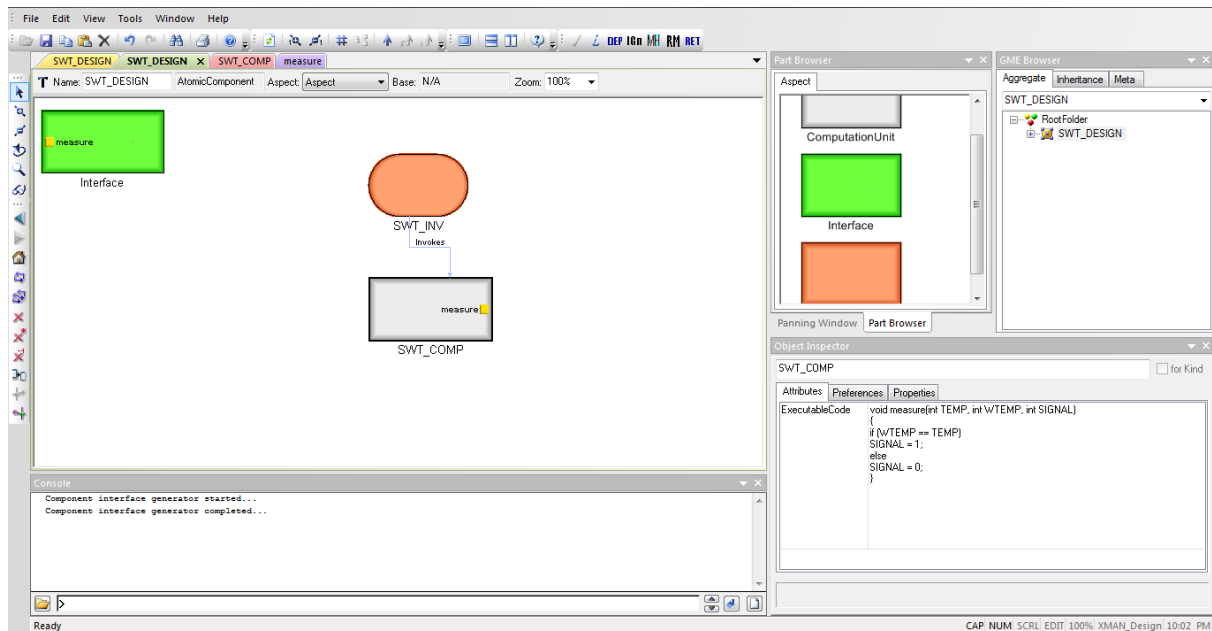 File Edit View Tools Window Help
DEP IGn MH RM RET
SWT_DESIGN SWT_DESIGN SWT_COMP measure
Name: SWT_DESIGN AtomicComponent Aspect: Aspect Base: N/A Zoom: 100%
measure
Interface
SWT_INV
Invokes
measure
SWT_COMP
Part Browser
Aspect
ComputationUnit
Interface
Panning Window Part Browser
GME Browser
Aggregate Inheritance Meta
SWT_DESIGN
RootFolder
SWT_DESIGN
Object Inspector
SWT_COMP for Kind
Attributes Preferences Properties
ExecutableCode void measure(int TEMP, int WTEMP, int SIGNAL)
{
if (WTEMP == TEMP)
SIGNAL = 1;
else
SIGNAL = 0;
}
Console
Component interface generator started...
Component interface generator completed...
>
Ready CAP NUM SCRL EDIT 100% XMAN_Design 10:02 PM